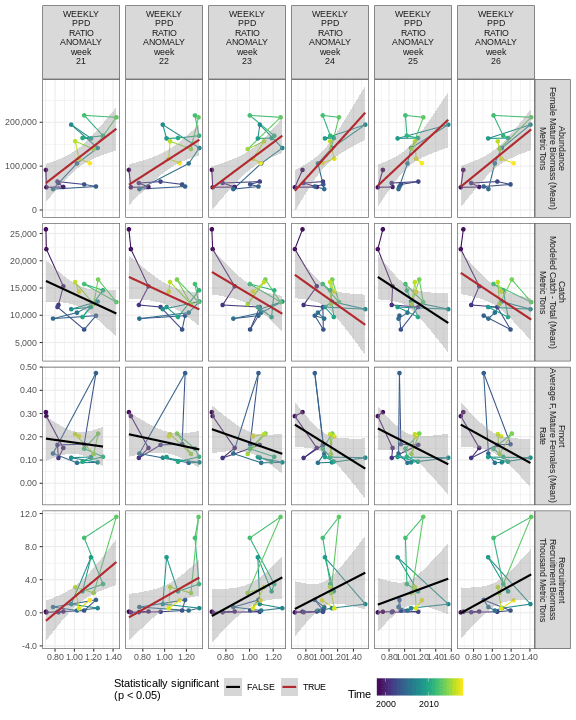 WEEKLY
PPD
RATIO
ANOMALY
week
21
WEEKLY
PPD
RATIO
ANOMALY
week
22
WEEKLY
PPD
RATIO
ANOMALY
week
23
WEEKLY
PPD
RATIO
ANOMALY
week
24
WEEKLY
PPD
RATIO
ANOMALY
week
25
WEEKLY
PPD
RATIO
ANOMALY
week
26
200,000
100,000
0
Abundance
Female Mature Biomass (Mean)
Metric Tons
25,000
20,000
15,000
10,000
5,000
Catch
Modelled Catch - Total (Mean)
Metric Tons
0.50
0.40
0.30
0.20
0.10
0.00
Fmort
Average F, Mature Females (Mean)
Rate
12.0
8.0
4.0
0.0
-4.0
Recruitment
Recruitment Biomass
Thousand Metric Tons
0.80 1.00 1.20 1.40
0.80 1.00 1.20
0.80 1.00 1.20
0.80 1.00 1.20 1.40
0.80 1.00 1.20 1.40 1.60
0.80 1.00 1.20 1.40
Statistically significant
(p < 0.05)
FALSE
TRUE
Time
2000
2010